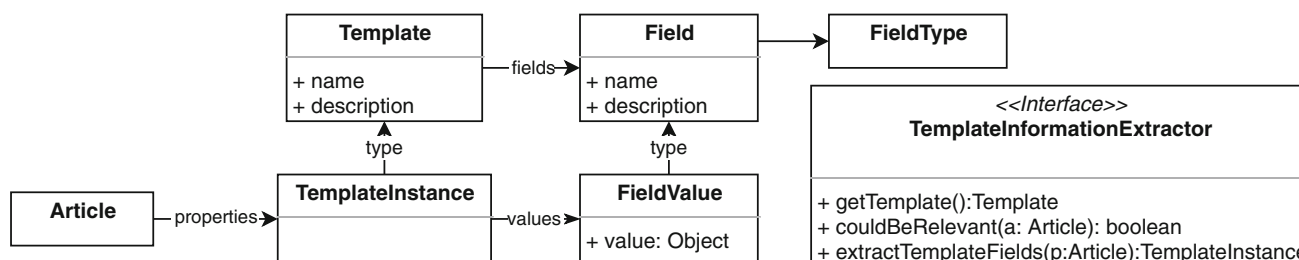 Template
+ name
+ description
fields
Field
+ name
+ description
FieldType
type
type
Article
properties
TemplateInstance
values
FieldValue
+ value: Object
<<Interface>>
TemplateInformationExtractor
+ getTemplate():Template
+ couldBeRelevant(a: Article): boolean
+ extractTemplateFields(p:Article):TemplateInstance